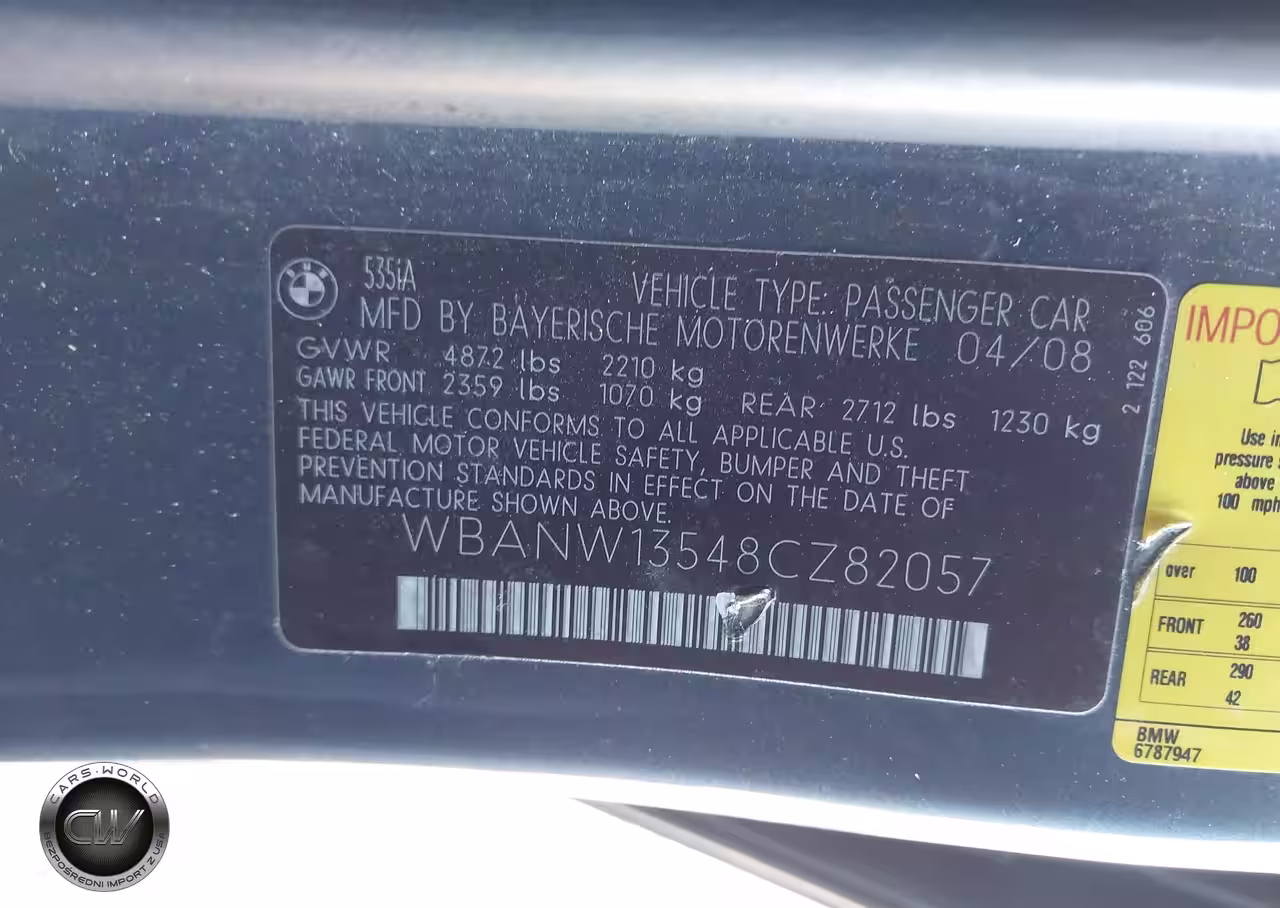 535iA
VEHICLE TYPE: PASSENGER CAR
MFD BY BAYERISCHE MOTORENWERKE 04/08
GVWR 4872 lbs 2210 kg
GAWR FRONT 2359 lbs 1070 kg REAR 2712 lbs 1230 kg
THIS VEHICLE CONFORMS TO ALL APPLICABLE U.S.
FEDERAL MOTOR VEHICLE SAFETY, BUMPER AND THEFT
PREVENTION STANDARDS IN EFFECT ON THE DATE OF
MANUFACTURE SHOWN ABOVE.
WBANW13548CZ82057
2 122 606
IMPO
Use in
pressure
above
100 mph
over 100
FRONT 260
38
REAR 290
42
BMW
6787947
CARS·WORLD
CW
BEZPOŚREDNI IMPORT Z USA